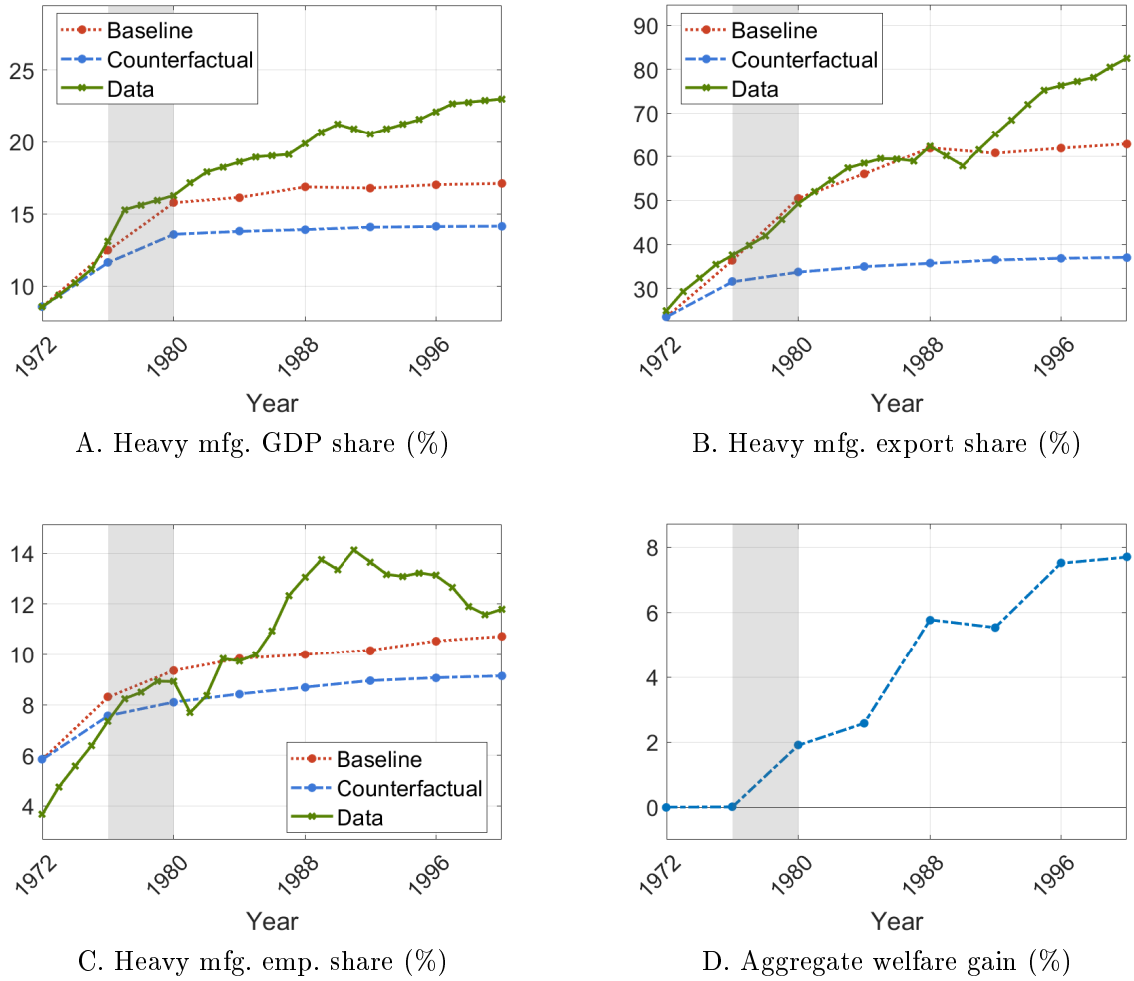 Baseline
Counterfactual
Data
25
20
15
10
1972
1980
1988
1996
Year
A. Heavy mfg. GDP share (%)
Baseline
Counterfactual
Data
90
80
70
60
50
40
30
1972
1980
1988
1996
Year
B. Heavy mfg. export share (%)
14
12
10
8
6
4
Baseline
Counterfactual
Data
1972
1980
1988
1996
Year
C. Heavy mfg. emp. share (%)
8
6
4
2
0
1972
1980
1988
1996
Year
D. Aggregate welfare gain (%)